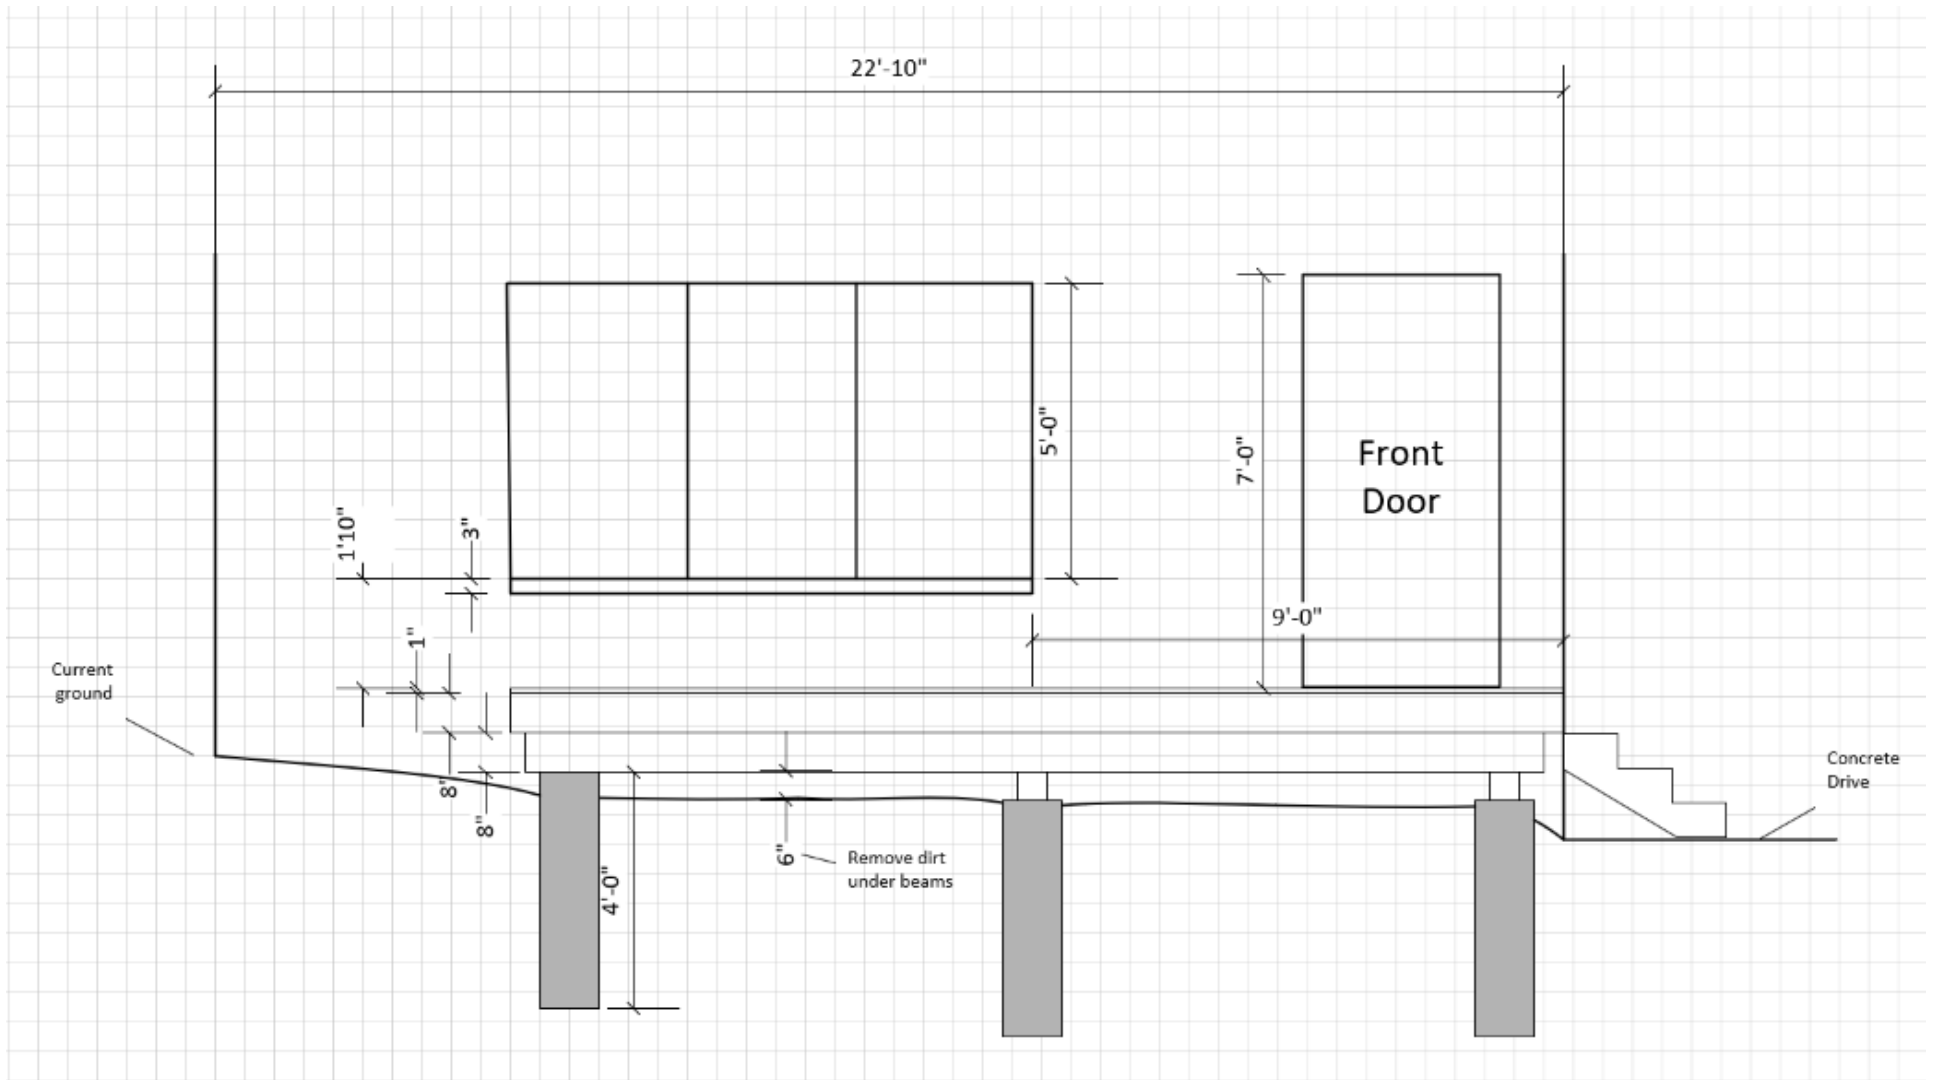 22'-10"
5'-0"
7'-0"
Front
Door
1'10"
3"
9'-0"
1"
Current
ground
8"
8"
6"
Remove dirt
under beams
4'-0"
Concrete
Drive